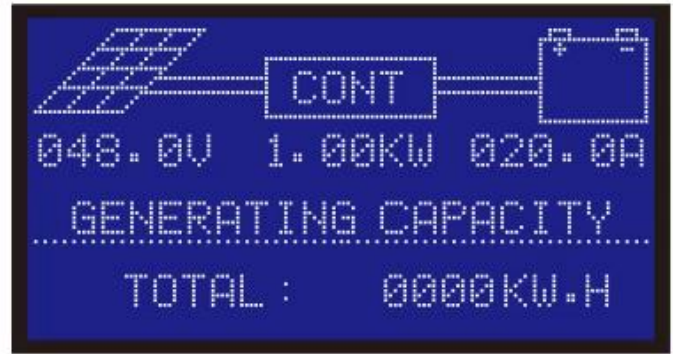 CONT
048.0V 1.00KW 020.0A
GENERATING CAPACITY
TOTAL: 0000KW.H